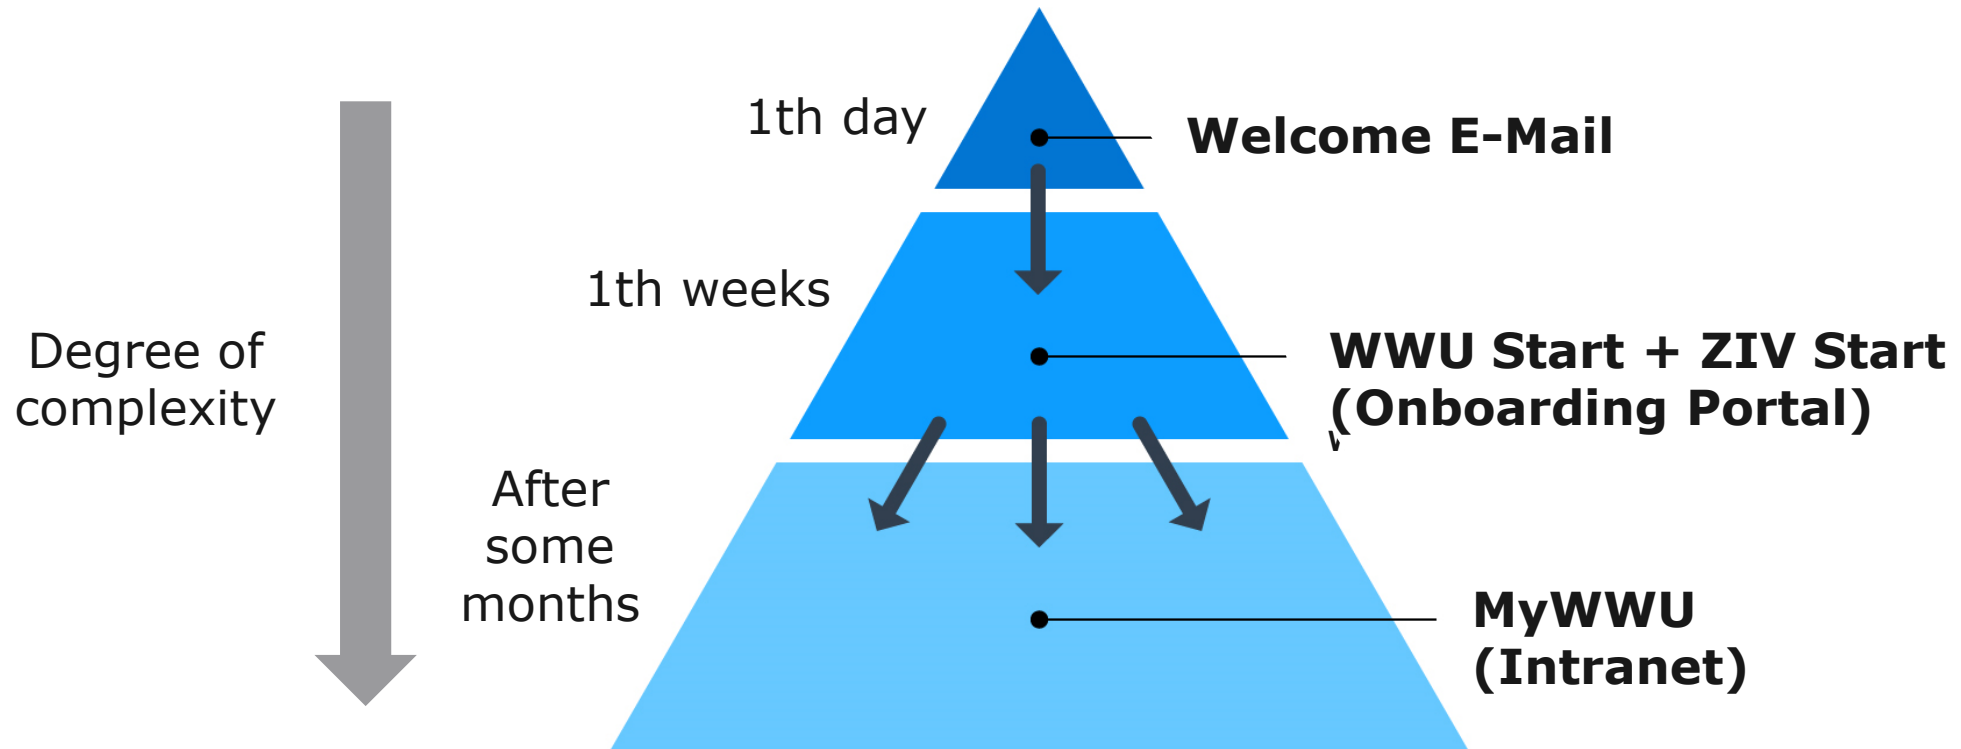 1th day
Welcome E-Mail
1th weeks
Degree of
complexity
WWU Start + ZIV Start
(Onboarding Portal)
After
some
months
MyWWU
(Intranet)